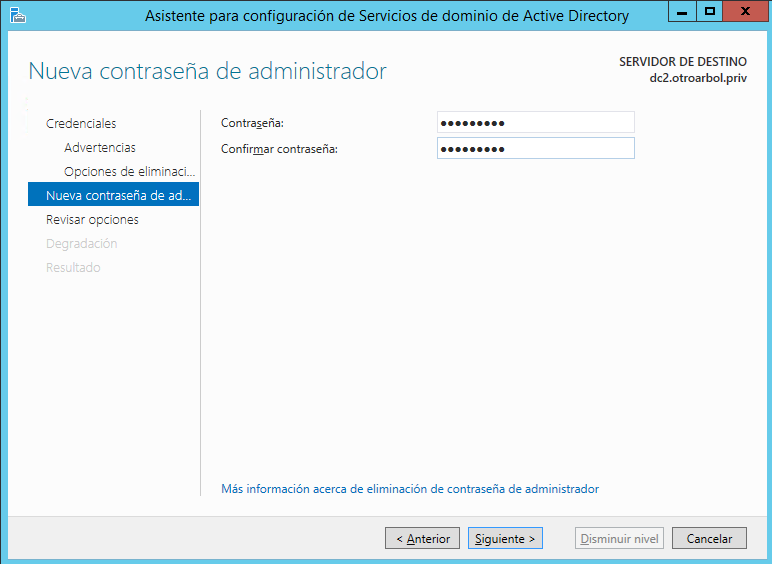 Asistente para configuración de Servicios de dominio de Active Directory
Nueva contraseña de administrador
SERVIDOR DE DESTINO
dc2.otroarbol.priv
Credenciales
Advertencias
Opciones de eliminaci...
Nueva contraseña de ad...
Revisar opciones
Degradación
Resultado
Contraseña: •••••••••
Confirmar contraseña: •••••••••
Más información acerca de eliminación de contraseña de administrador
< Anterior Siguiente > Disminuir nivel Cancelar